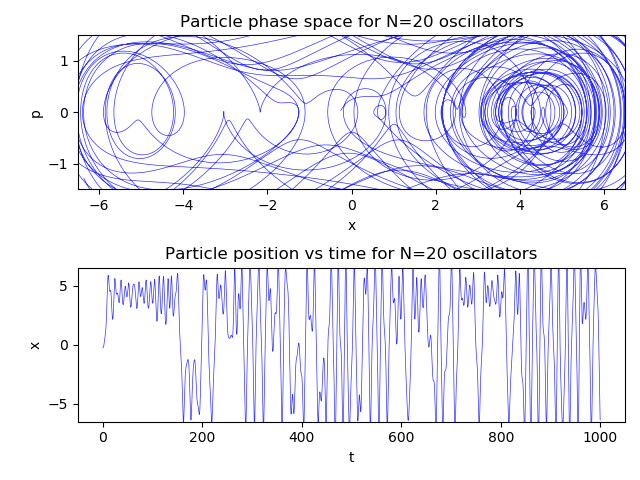 Particle phase space for N=20 oscillators
1
0
−1
p
−6 −4 −2 0 2 4 6
x
Particle position vs time for N=20 oscillators
5
0
−5
x
0 200 400 600 800 1000
t